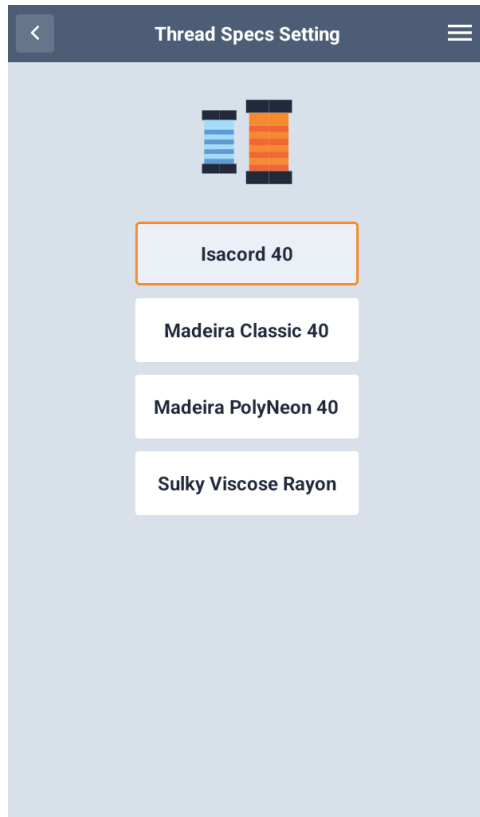 Thread Specs Setting
Isacord 40
Madeira Classic 40
Madeira PolyNeon 40
Sulky Viscose Rayon